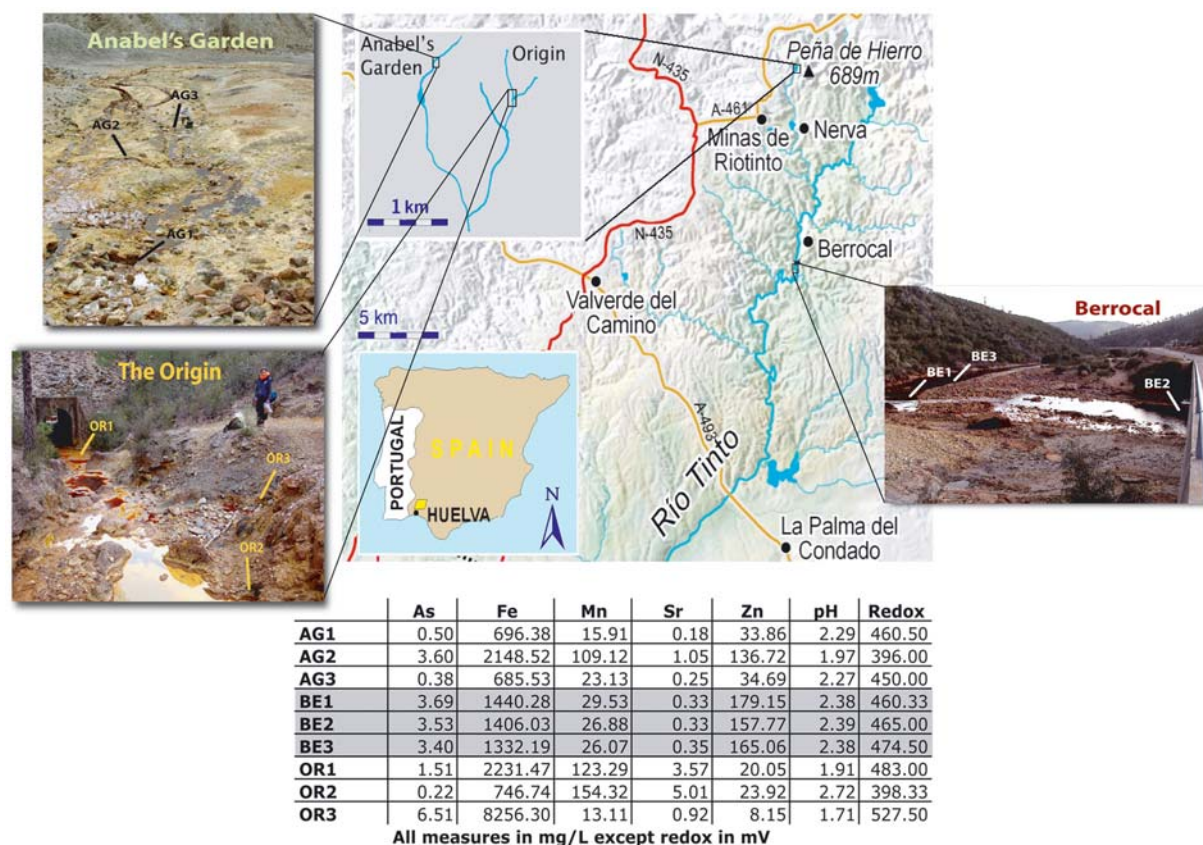 Anabel's Garden
AG3
AG2
AG1
Anabel's
Garden
Origin
1 km
N-435
Peña de Hierro
689m
A-461
Minas de
Riotinto
Nerva
N-435
Berrocal
Valverde del
Camino
5 km
A-493
Río Tinto
La Palma del
Condado
The Origin
OR1
OR3
OR2
PORTUGAL
SPAIN
HUELVA
N
Berrocal
BE3
BE1
BE2
As Fe Mn Sr Zn pH Redox
AG1 0.50 696.38 15.91 0.18 33.86 2.29 460.50
AG2 3.60 2148.52 109.12 1.05 136.72 1.97 396.00
AG3 0.38 685.53 23.13 0.25 34.69 2.27 450.00
BE1 3.69 1440.28 29.53 0.33 179.15 2.38 460.33
BE2 3.53 1406.03 26.88 0.33 157.77 2.39 465.00
BE3 3.40 1332.19 26.07 0.35 165.06 2.38 474.50
OR1 1.51 2231.47 123.29 3.57 20.05 1.91 483.00
OR2 0.22 746.74 154.32 5.01 23.92 2.72 398.33
OR3 6.51 8256.30 13.11 0.92 8.15 1.71 527.50
All measures in mg/L except redox in mV